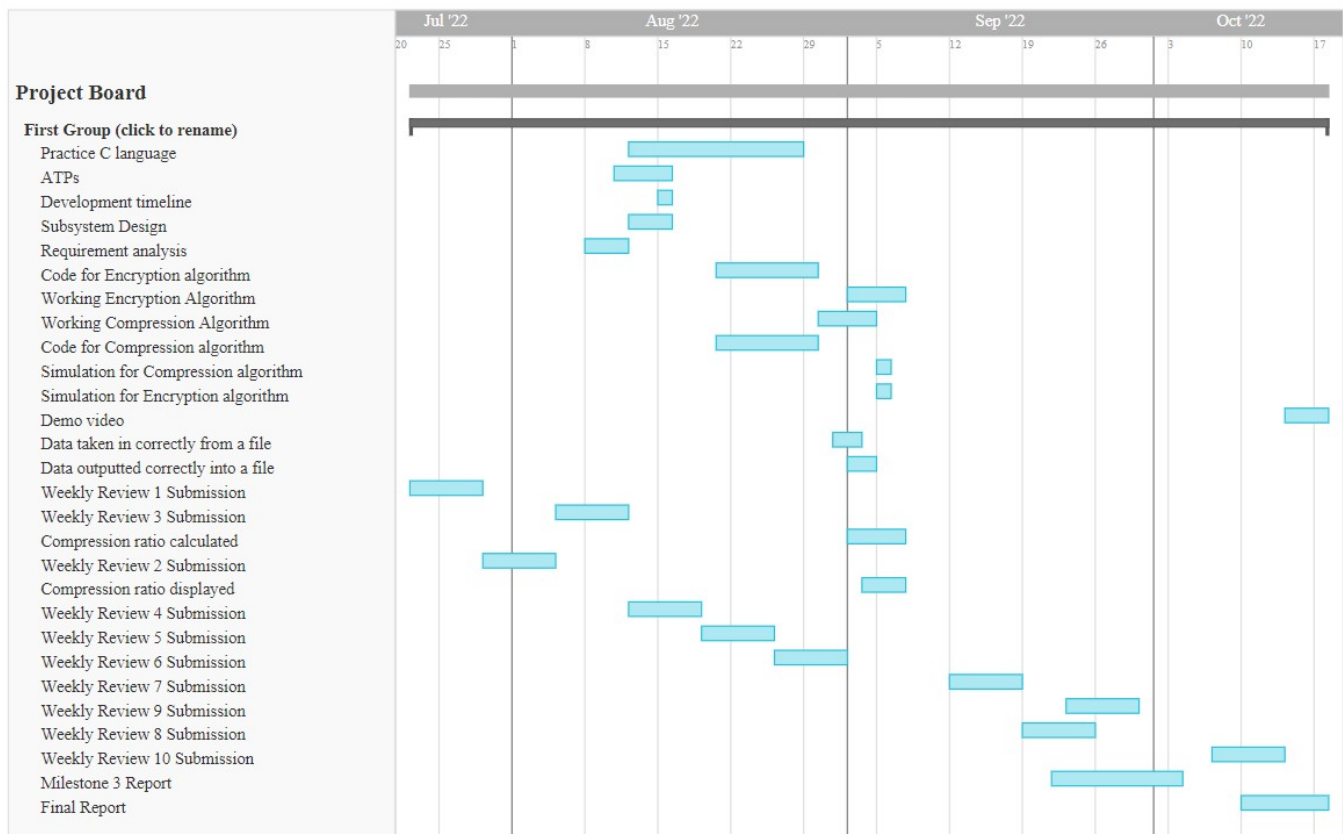 Jul '22 Aug '22 Sep '22 Oct '22
20 25 1 8 15 22 29 5 12 19 26 3 10 17
Project Board
First Group (click to rename)
Practice C language
ATPs
Development timeline
Subsystem Design
Requirement analysis
Code for Encryption algorithm
Working Encryption Algorithm
Working Compression Algorithm
Code for Compression algorithm
Simulation for Compression algorithm
Simulation for Encryption algorithm
Demo video
Data taken in correctly from a file
Data outputted correctly into a file
Weekly Review 1 Submission
Weekly Review 3 Submission
Compression ratio calculated
Weekly Review 2 Submission
Compression ratio displayed
Weekly Review 4 Submission
Weekly Review 5 Submission
Weekly Review 6 Submission
Weekly Review 7 Submission
Weekly Review 9 Submission
Weekly Review 8 Submission
Weekly Review 10 Submission
Milestone 3 Report
Final Report